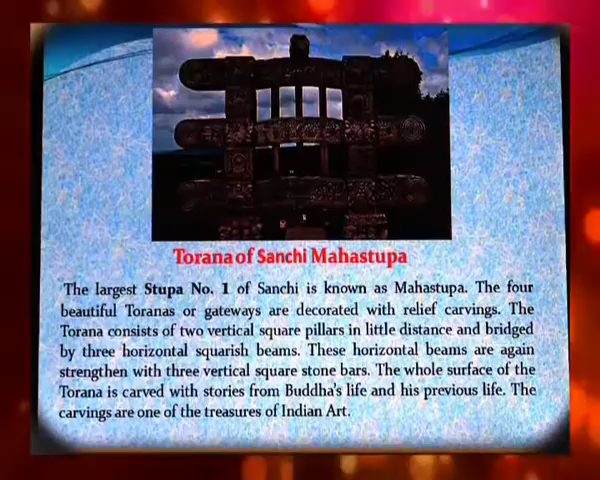 Torana of Sanchi Mahastupa
The largest Stupa No. 1 of Sanchi is known as Mahastupa. The four
beautiful Toranas or gateways are decorated with relief carvings. The
Torana consists of two vertical square pillars in little distance and bridged
by three horizontal squarish beams. These horizontal beams are again
strengthen with three vertical square stone bars. The whole surface of the
Torana is carved with stories from Buddha's life and his previous life. The
carvings are one of the treasures of Indian Art.